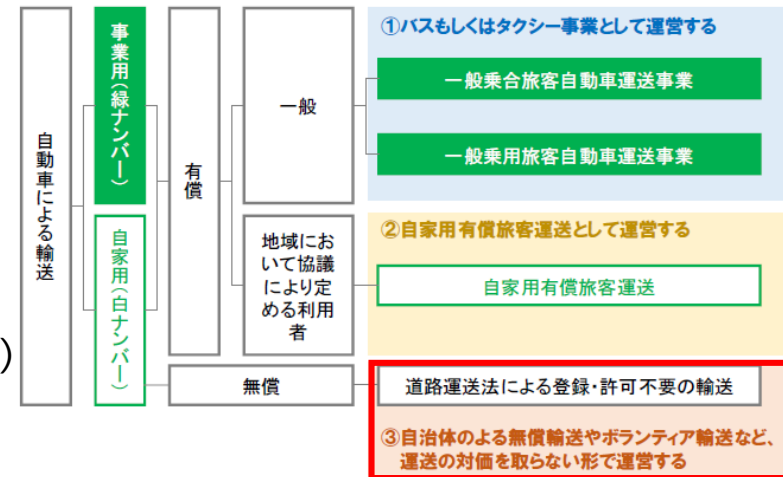 自動車による輸送
事業用（緑ナンバー）
自家用（白ナンバー）
)
有償
無償
一般
地域にお
いて協議
により定
める利用
者
①バスもしくはタクシー事業として運営する
一般乗合旅客自動車運送事業
一般乗用旅客自動車運送事業
②自家用有償旅客運送として運営する
自家用有償旅客運送
道路運送法による登録・許可不要の輸送
③自治体のよる無償輸送やボランティア輸送など、
運送の対価を取らない形で運営する